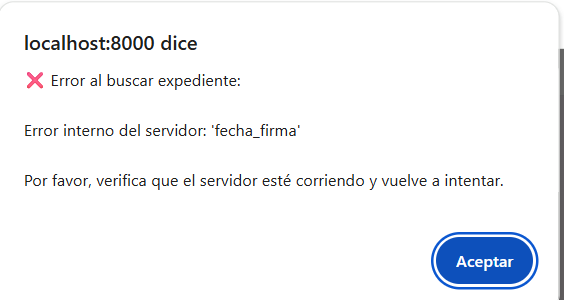 localhost:8000 dice
❌ Error al buscar expediente:
Error interno del servidor: 'fecha_firma'
Por favor, verifica que el servidor esté corriendo y vuelve a intentar.
Aceptar